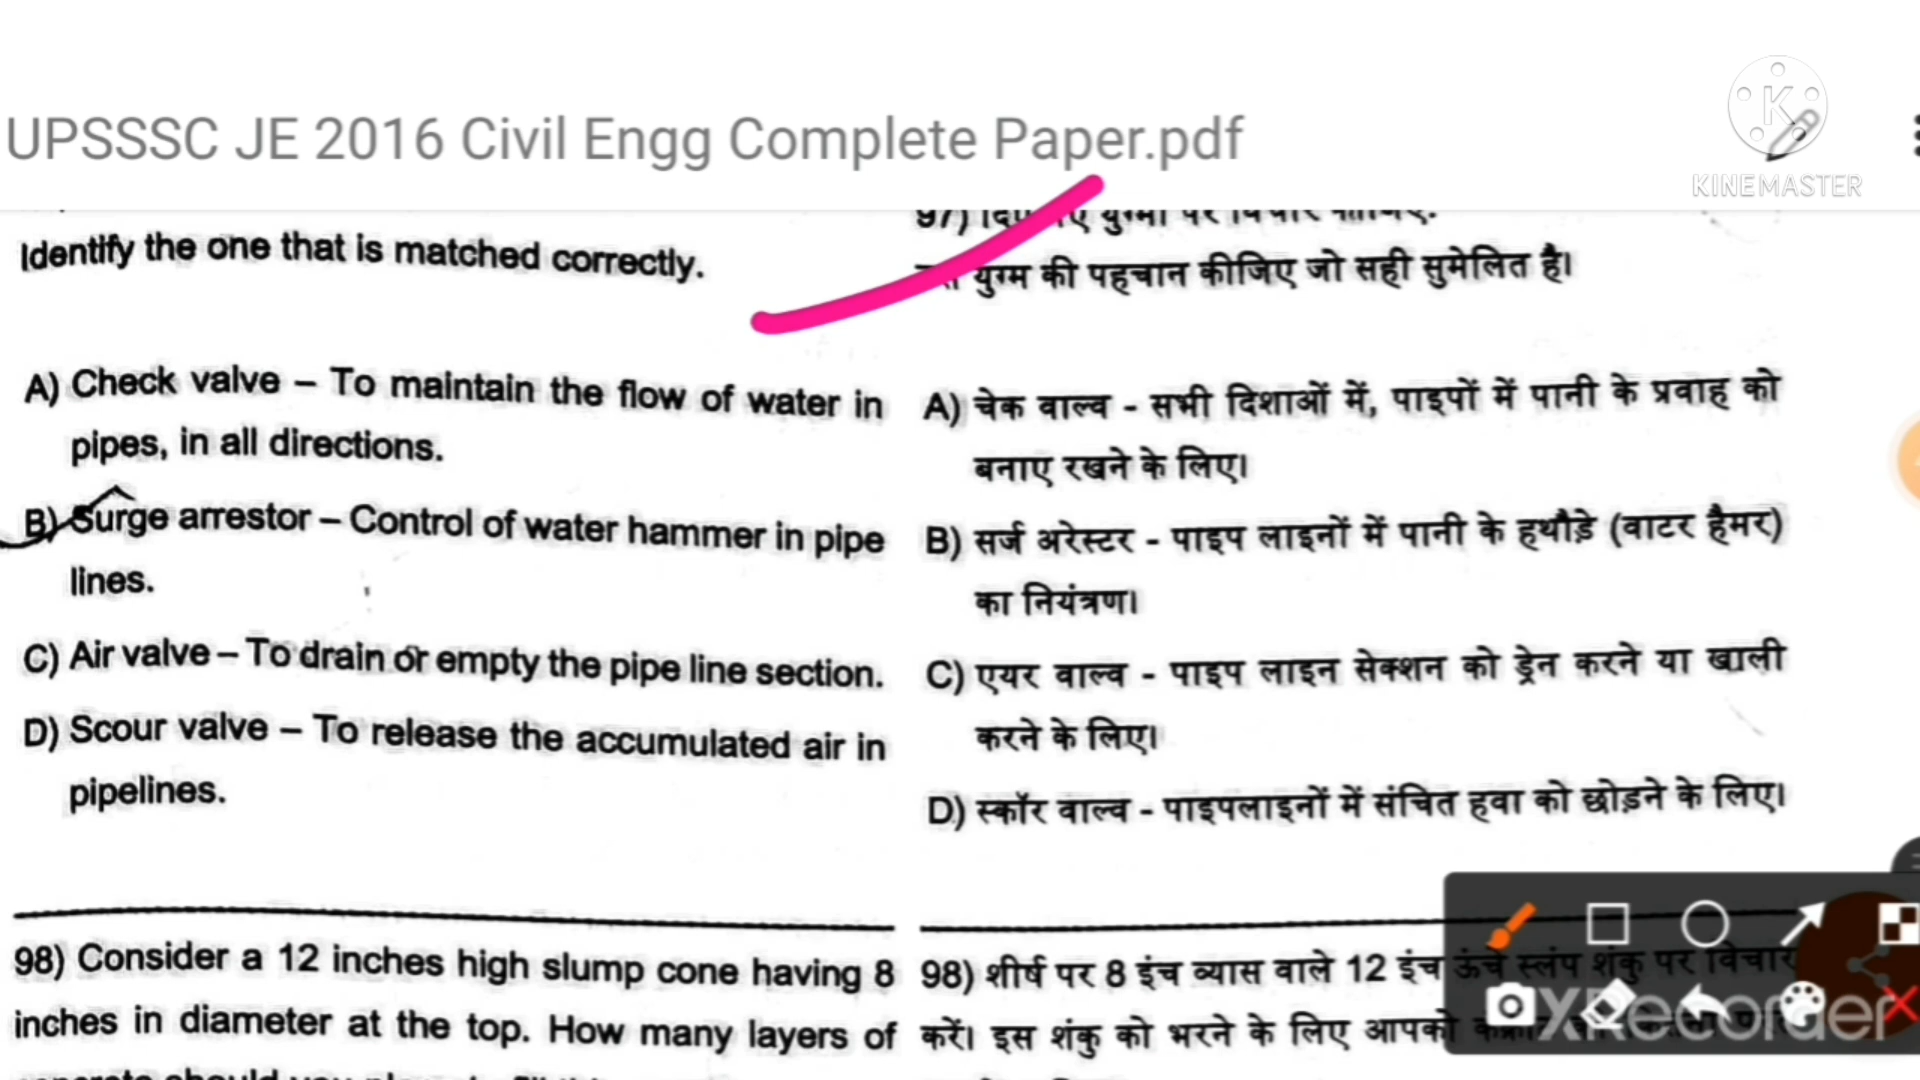 UPSSSC JE 2016 Civil Engg Complete Paper.pdf
KINEMASTER
Identify the one that is matched correctly.
A) Check valve – To maintain the flow of water in
pipes, in all directions.
B) Surge arrestor – Control of water hammer in pipe
lines.
C) Air valve – To drain or empty the pipe line section.
D) Scour valve – To release the accumulated air in
pipelines.
98) Consider a 12 inches high slump cone having 8
inches in diameter at the top. How many layers of
97)
युग्म की पहचान कीजिए जो सही सुमेलित है।
A) चेक वाल्व - सभी दिशाओं में, पाइपों में पानी के प्रवाह को
बनाए रखने के लिए।
B) सर्ज अरेस्टर - पाइप लाइनों में पानी के हथौड़े (वाटर हैमर)
का नियंत्रण।
C) एयर वाल्व - पाइप लाइन सेक्शन को ड्रेन करने या खाली
करने के लिए।
D) स्कॉर वाल्व - पाइपलाइनों में संचित हवा को छोड़ने के लिए।
98) शीर्ष पर 8 इंच व्यास वाले 12 इंच ऊंचे स्लंप शंकु पर विचार
करें। इस शंकु को भरने के लिए आपको
XRecorder